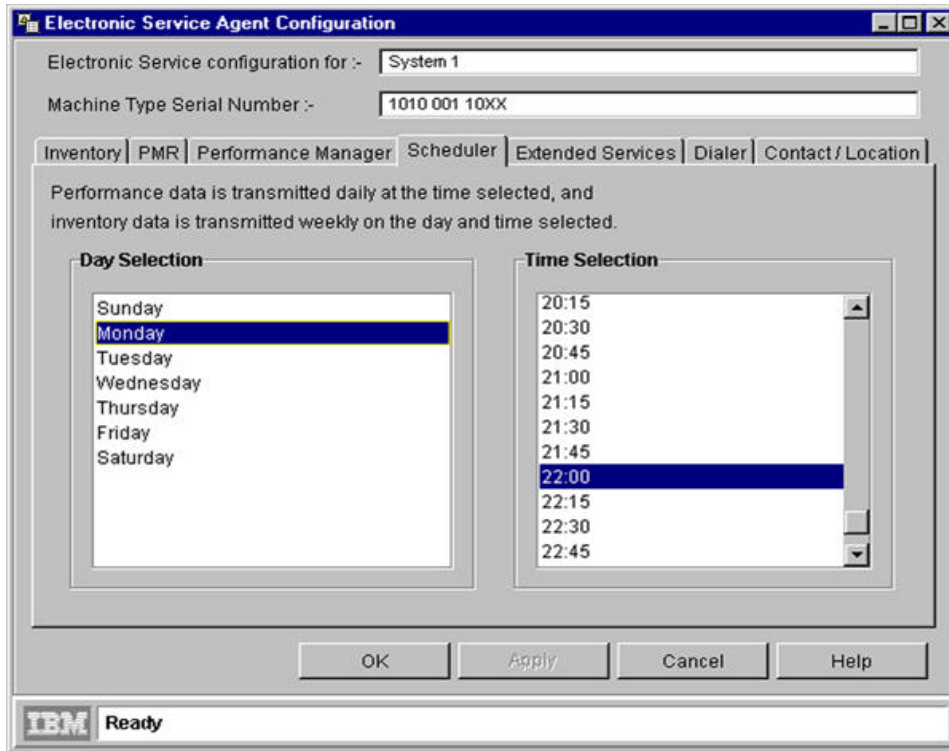 Electronic Service Agent Configuration
Electronic Service configuration for :- System 1
Machine Type Serial Number :- 1010 001 10XX
Inventory PMR Performance Manager Scheduler Extended Services Dialer Contact / Location
Performance data is transmitted daily at the time selected, and
inventory data is transmitted weekly on the day and time selected.
Day Selection
Sunday
Monday
Tuesday
Wednesday
Thursday
Friday
Saturday
Time Selection
20:15
20:30
20:45
21:00
21:15
21:30
21:45
22:00
22:15
22:30
22:45
OK Apply Cancel Help
IBM Ready